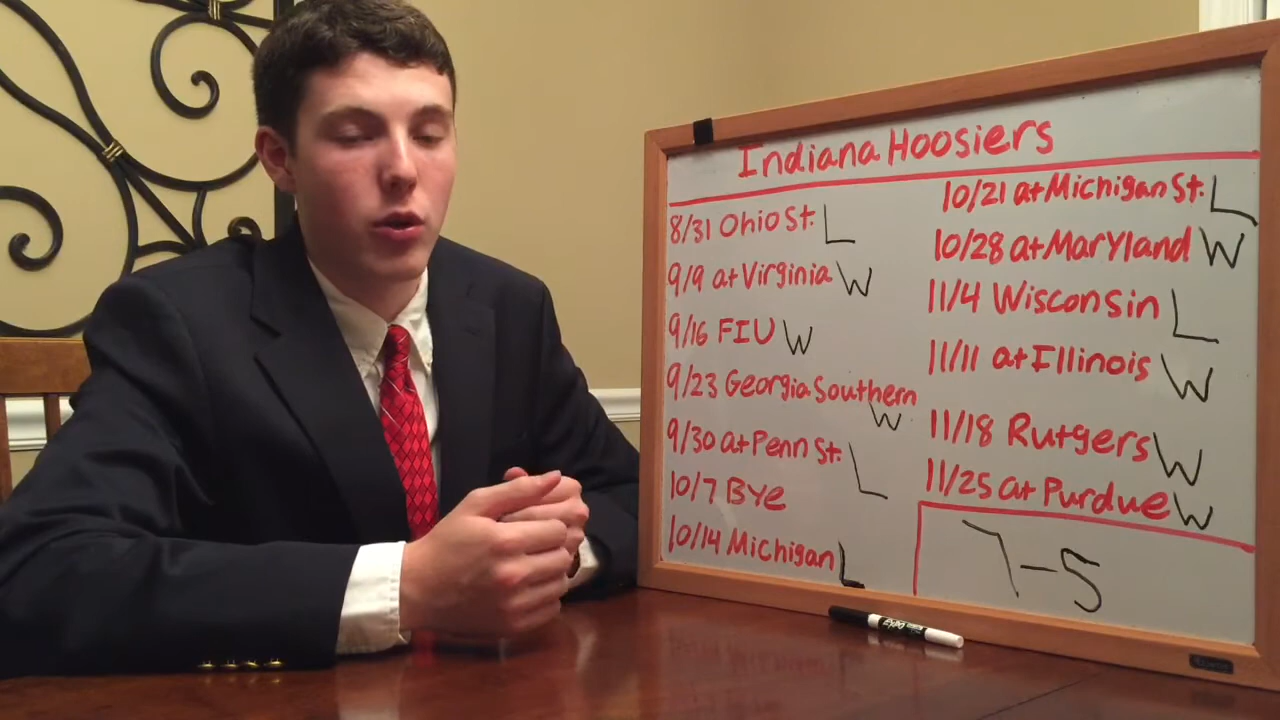 Indiana Hoosiers
8/31 Ohio St. L
9/9 at Virginia W
9/16 FIU W
9/23 Georgia Southern W
9/30 at Penn St. L
10/7 Bye
10/14 Michigan L
10/21 at Michigan St. L
10/28 at Maryland W
11/4 Wisconsin L
11/11 at Illinois W
11/18 Rutgers W
11/25 at Purdue W
7-5